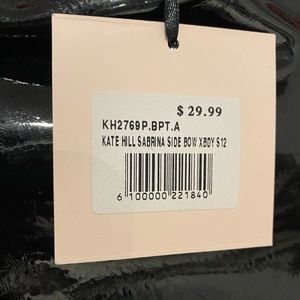 $ 29.99
KH2769P.BPT.A
KATE HILL SABRINA SIDE BOW XBDY S12
6 100000 221840